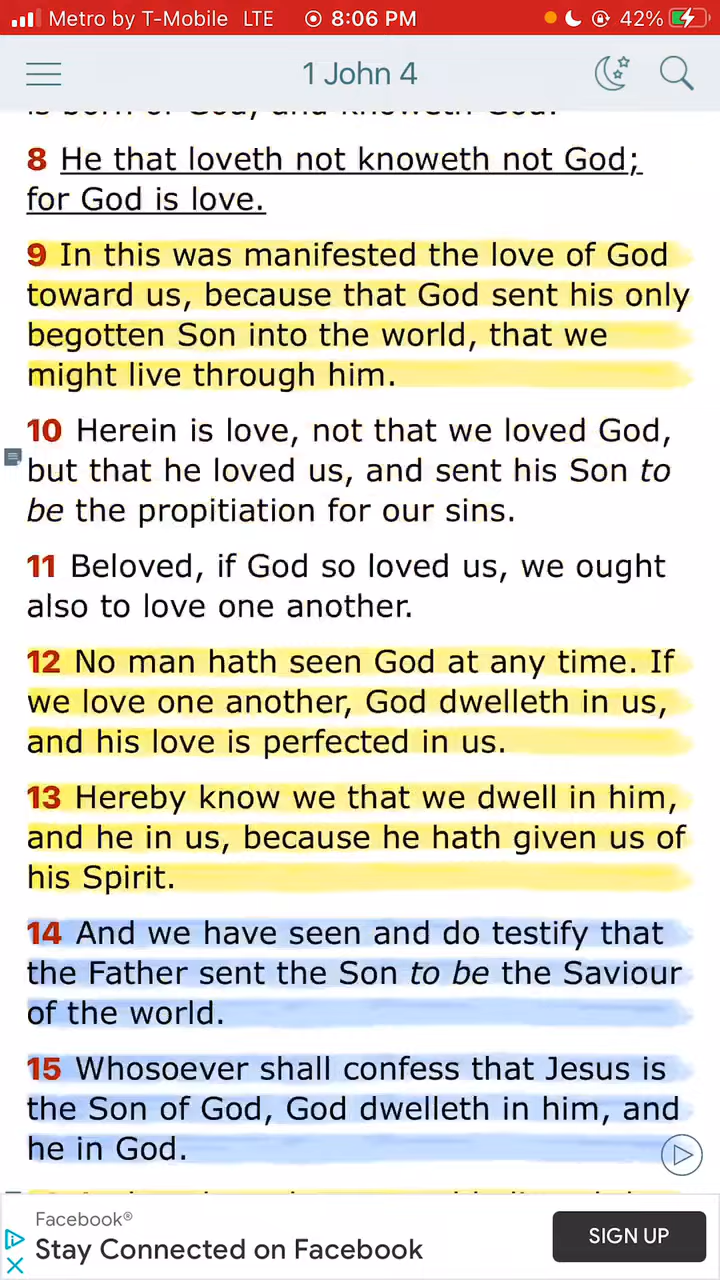 Metro by T-Mobile LTE 8:06 PM 42%
1 John 4
is born of God, and knoweth God.
8 He that loveth not knoweth not God;
for God is love.
9 In this was manifested the love of God
toward us, because that God sent his only
begotten Son into the world, that we
might live through him.
10 Herein is love, not that we loved God,
but that he loved us, and sent his Son to
be the propitiation for our sins.
11 Beloved, if God so loved us, we ought
also to love one another.
12 No man hath seen God at any time. If
we love one another, God dwelleth in us,
and his love is perfected in us.
13 Hereby know we that we dwell in him,
and he in us, because he hath given us of
his Spirit.
14 And we have seen and do testify that
the Father sent the Son to be the Saviour
of the world.
15 Whosoever shall confess that Jesus is
the Son of God, God dwelleth in him, and
he in God.
Facebook®
Stay Connected on Facebook
SIGN UP